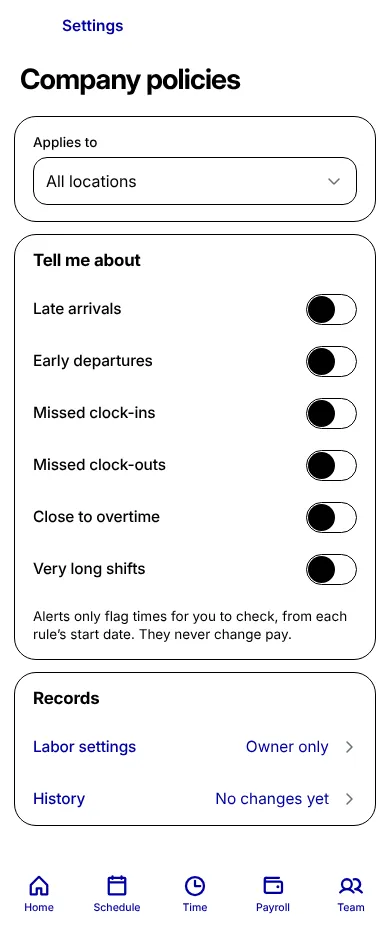 Settings
Company policies
Applies to
All locations
Tell me about
Late arrivals
Early departures
Missed clock-ins
Missed clock-outs
Close to overtime
Very long shifts
Alerts only flag times for you to check, from each
rule’s start date. They never change pay.
Records
Labor settings Owner only
History No changes yet
Home Schedule Time Payroll Team